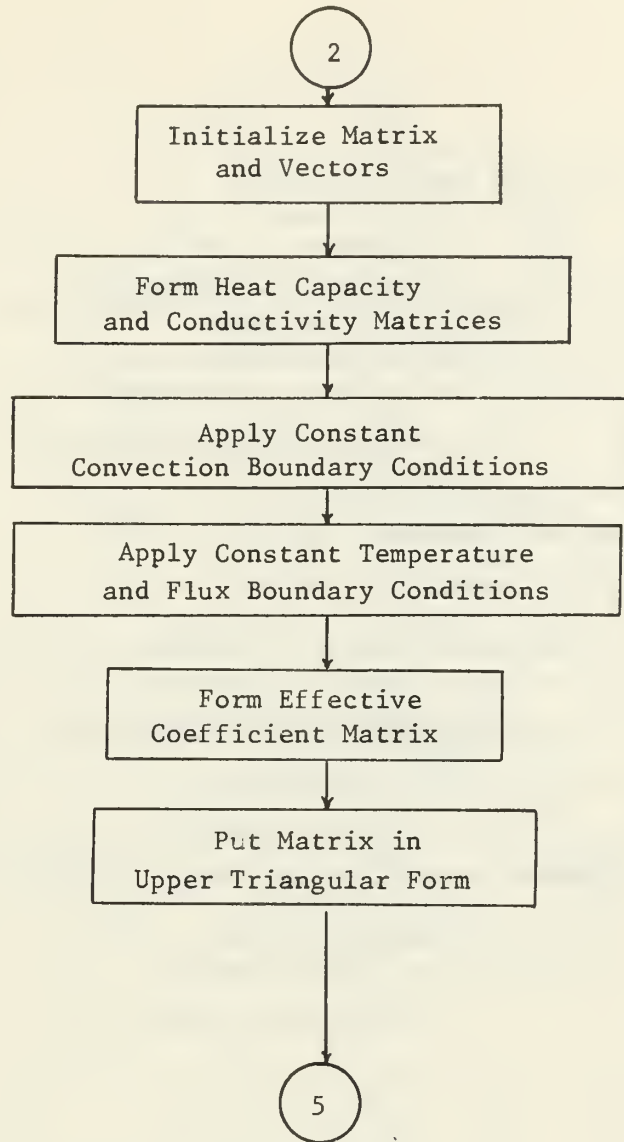 2
Initialize Matrix
and Vectors
Form Heat Capacity
and Conductivity Matrices
Apply Constant
Convection Boundary Conditions
Apply Constant Temperature
and Flux Boundary Conditions
Form Effective
Coefficient Matrix
Put Matrix in
Upper Triangular Form
5